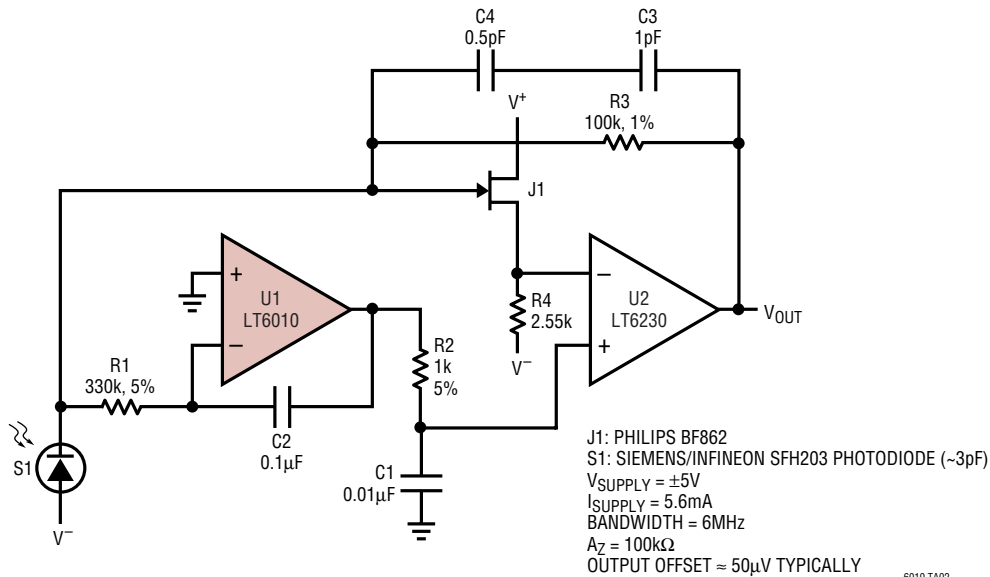 C4
0.5pF
C3
1pF
V+
R3
100k, 1%
J1
+
U1
LT6010
−
−
U2
LT6230
+
VOUT
R4
2.55k
V−
R2
1k
5%
R1
330k, 5%
C2
0.1µF
S1
V−
C1
0.01µF
J1: PHILIPS BF862
S1: SIEMENS/INFINEON SFH203 PHOTODIODE (~3pF)
VSUPPLY = ±5V
ISUPPLY = 5.6mA
BANDWIDTH = 6MHz
AZ = 100kΩ
OUTPUT OFFSET ≈ 50µV TYPICALLY
6010 TA02